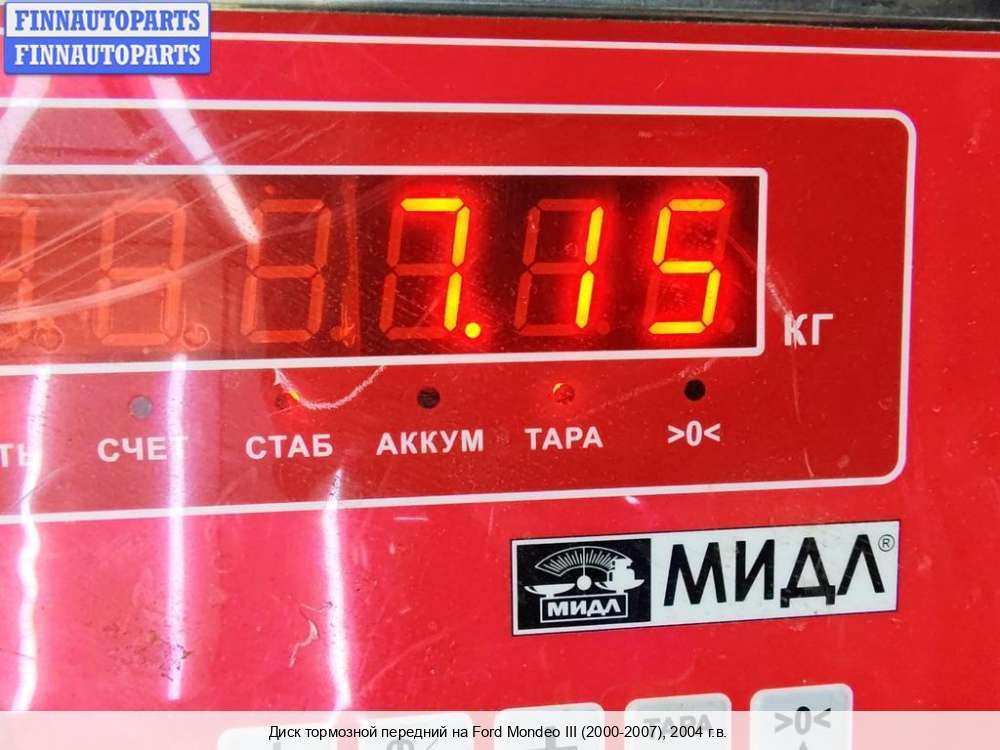 FINNAUTOPARTS
FINNAUTOPARTS
7.15
КГ
СЧЕТ
СТАБ
АККУМ
ТАРА
>0<
МИДЛ
МИДЛ®
ТАРА
>0<
Диск тормозной передний на Ford Mondeo III (2000-2007), 2004 г.в.